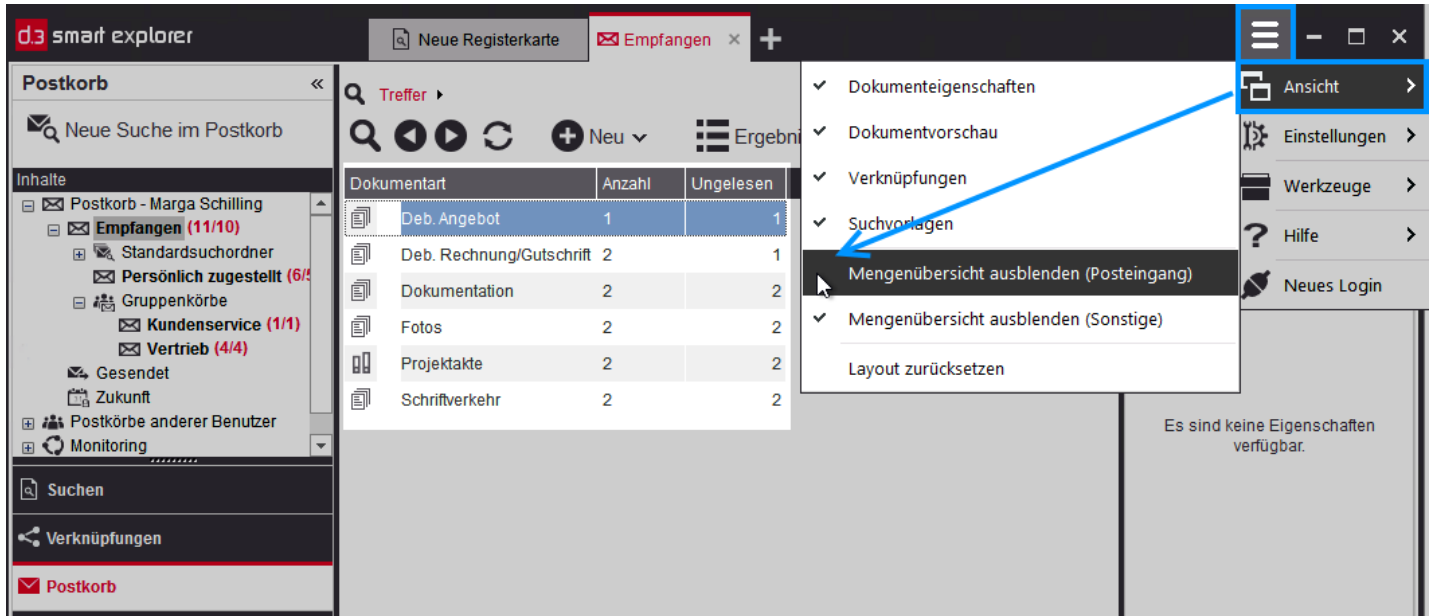 d.3 smart explorer
Neue Registerkarte
Empfangen
Postkorb
Neue Suche im Postkorb
Inhalte
Postkorb - Marga Schilling
Empfangen (11/10)
Standardsuchordner
Persönlich zugestellt (6/5
Gruppenkörbe
Kundenservice (1/1)
Vertrieb (4/4)
Gesendet
Zukunft
Postkörbe anderer Benutzer
Monitoring
Suchen
Verknüpfungen
Postkorb
Treffer
Neu
Ergebni
Dokumentart Anzahl Ungelesen
Deb. Angebot 1 1
Deb. Rechnung/Gutschrift 2 1
Dokumentation 2 2
Fotos 2 2
Projektakte 2 2
Schriftverkehr 2 2
Dokumenteigenschaften
Dokumentvorschau
Verknüpfungen
Suchvorlagen
Mengenübersicht ausblenden (Posteingang)
Mengenübersicht ausblenden (Sonstige)
Layout zurücksetzen
Ansicht
Einstellungen
Werkzeuge
Hilfe
Neues Login
Es sind keine Eigenschaften
verfügbar.